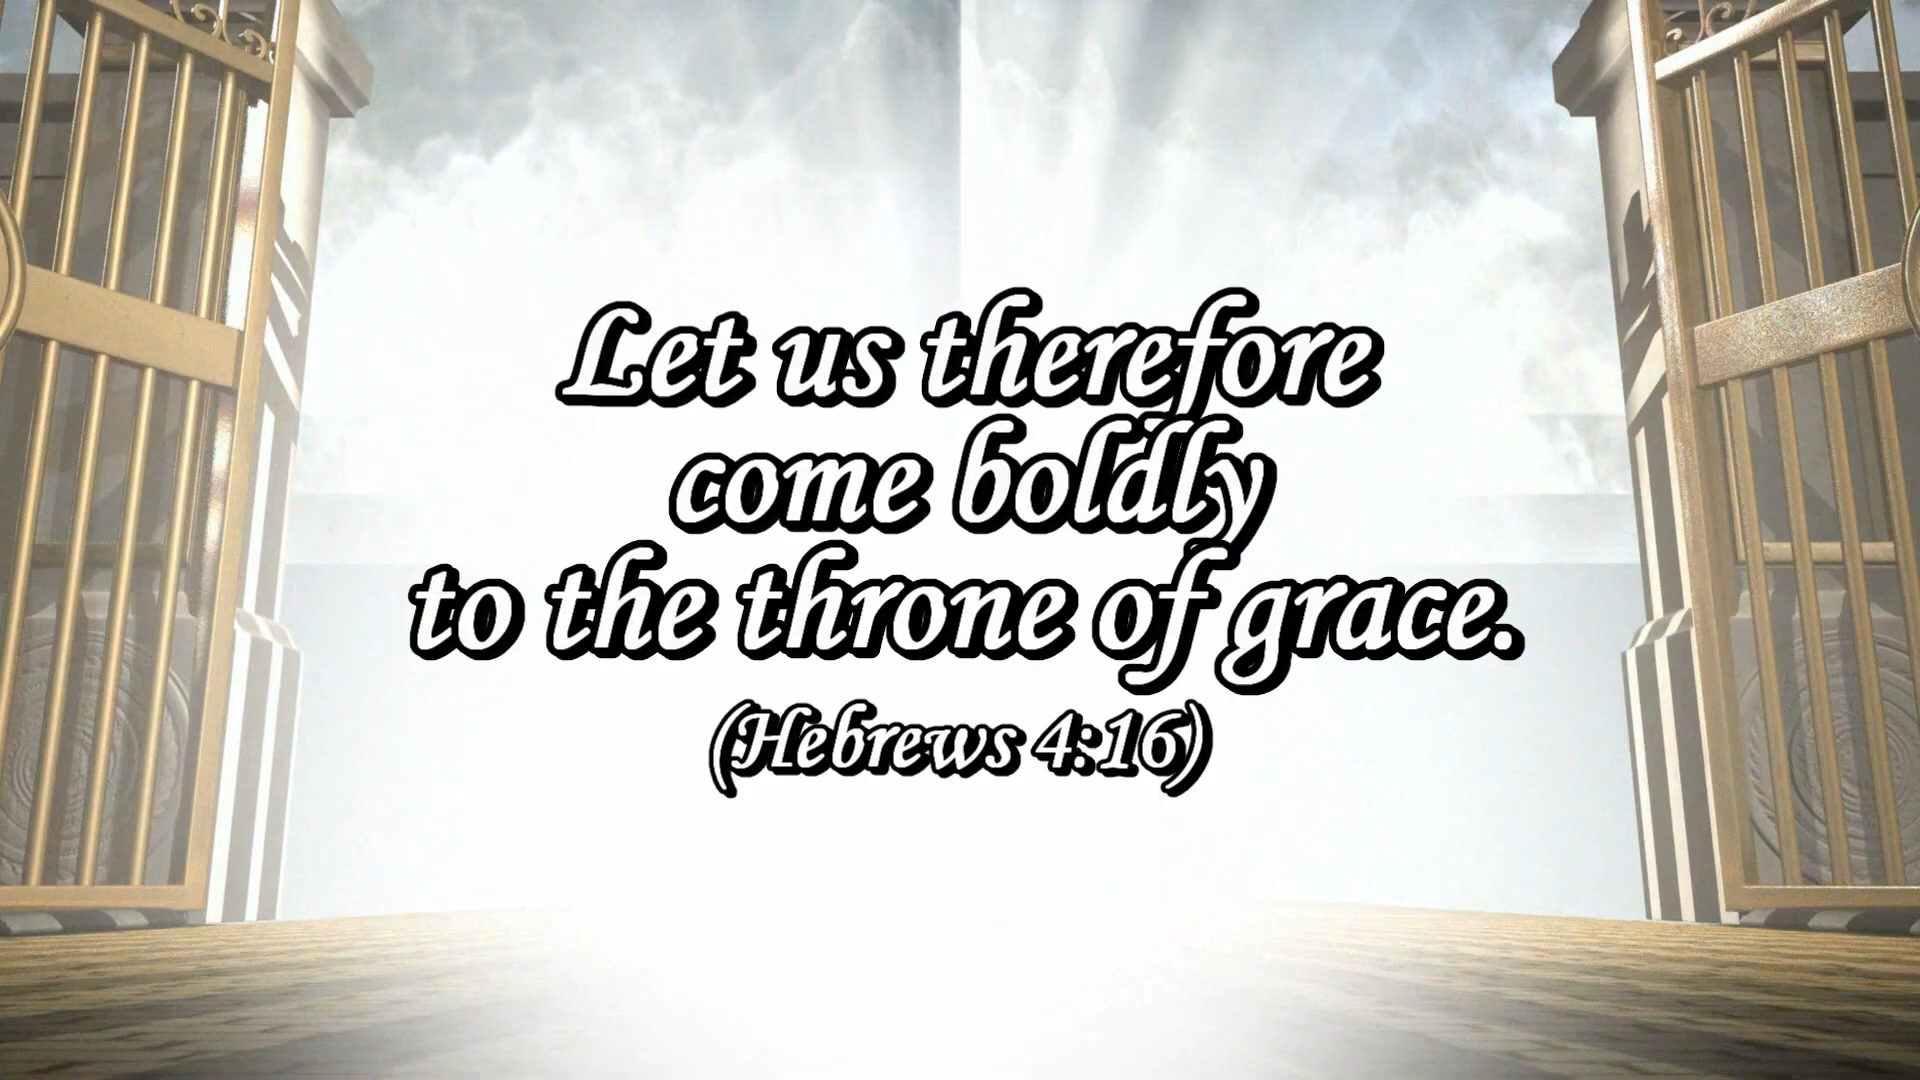 Let us therefore
come boldly
to the throne of grace.
(Hebrews 4:16)